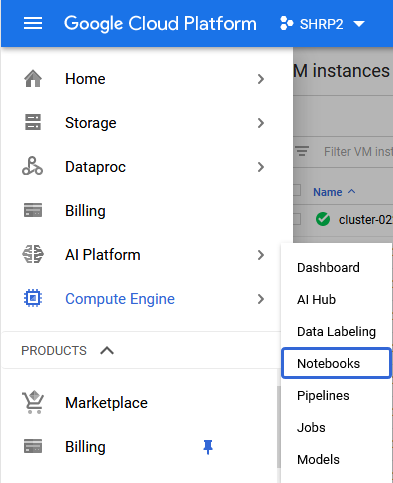 Google Cloud Platform SHRP2
Home
Storage
Dataproc
Billing
AI Platform
Compute Engine
PRODUCTS
Marketplace
Billing
VM instances
Filter VM inst
Name
cluster-02
Dashboard
AI Hub
Data Labeling
Notebooks
Pipelines
Jobs
Models